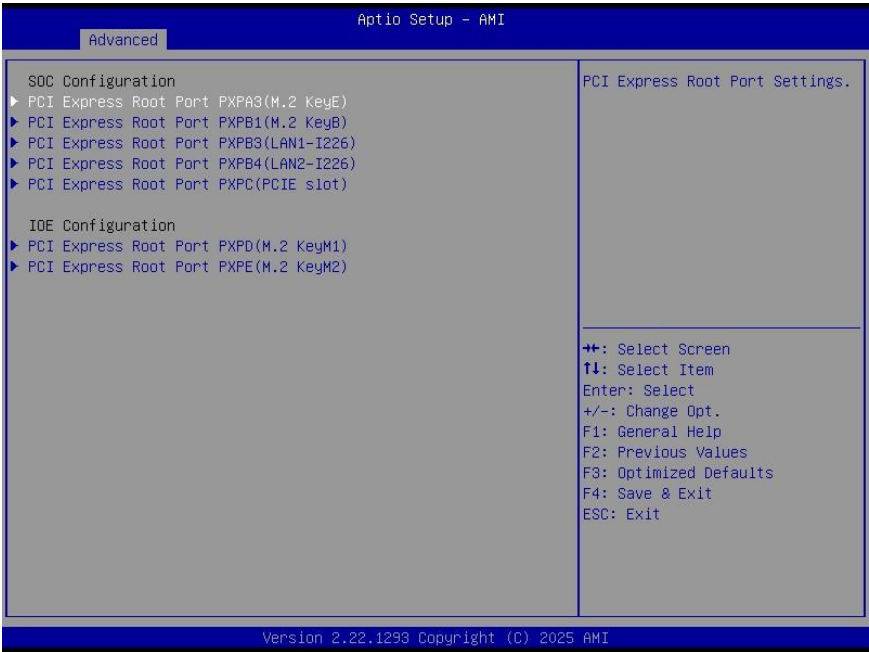 Aptio Setup – AMI
Advanced
SOC Configuration
PCI Express Root Port PXPA3(M.2 KeyE)
PCI Express Root Port PXPB1(M.2 KeyB)
PCI Express Root Port PXPB3(LAN1-I226)
PCI Express Root Port PXPB4(LAN2-I226)
PCI Express Root Port PXPC(PCIE slot)
IOE Configuration
PCI Express Root Port PXPD(M.2 KeyM1)
PCI Express Root Port PXPE(M.2 KeyM2)
PCI Express Root Port Settings.
→←: Select Screen
↑↓: Select Item
Enter: Select
+/-: Change Opt.
F1: General Help
F2: Previous Values
F3: Optimized Defaults
F4: Save & Exit
ESC: Exit
Version 2.22.1293 Copyright (C) 2025 AMI